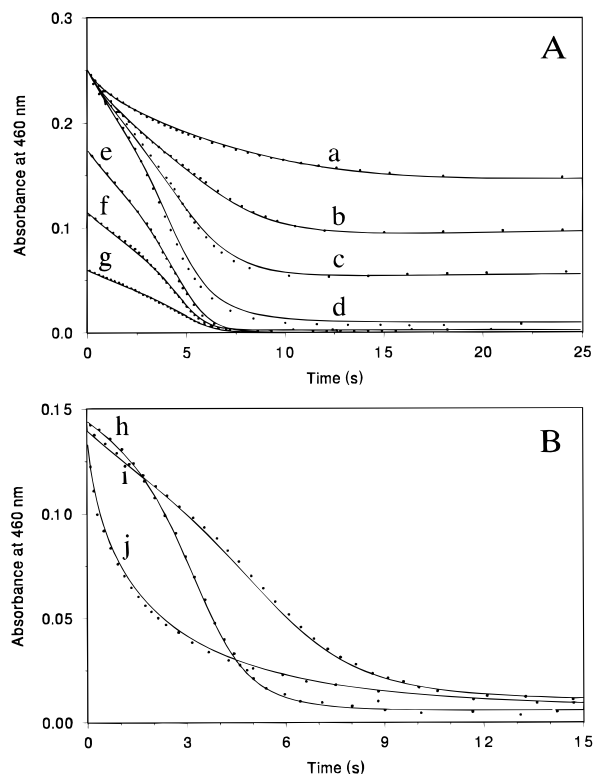 0.3
A
Absorbance at 460 nm
0.2
a
e
b
f
0.1
c
g
d
0.0
0 5 10 15 20 25
Time (s)
0.15
h
B
i
Absorbance at 460 nm
0.10
j
0.05
0.00
0 3 6 9 12 15
Time (s)